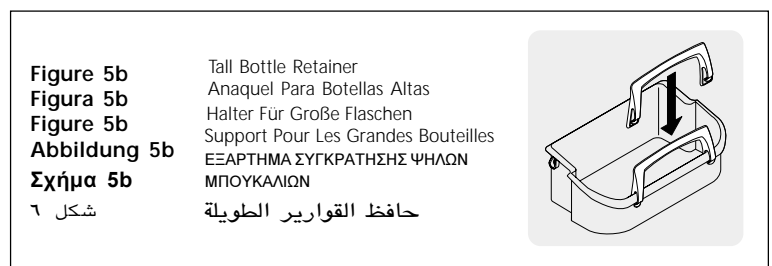 Figure 5b
Figura 5b
Figure 5b
Abbildung 5b
Σχήμα 5b
شكل ٦
Tall Bottle Retainer
Anaquel Para Botellas Altas
Halter Für Große Flaschen
Support Pour Les Grandes Bouteilles
ΕΞΑΡΤΗΜΑ ΣΥΓΚΡΑΤΗΣΗΣ ΨΗΛΩΝ
ΜΠΟΥΚΑΛΙΩΝ
حافظ القوارير الطويلة